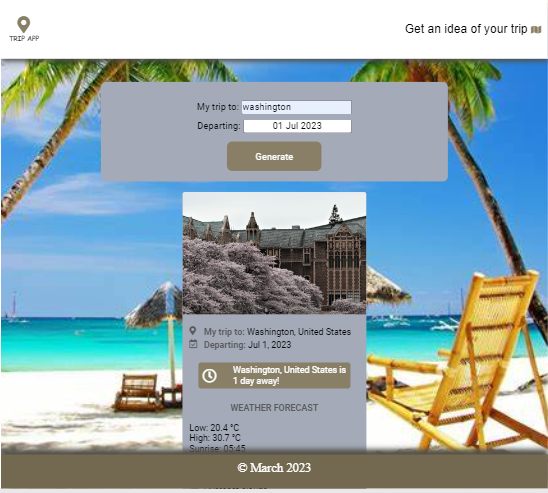 TRIP APP
Get an idea of your trip
My trip to: washington
Departing: 01 Jul 2023
Generate
My trip to: Washington, United States
Departing: Jul 1, 2023
Washington, United States is
1 day away!
WEATHER FORECAST
Low: 20.4 °C
High: 30.7 °C
Sunrise: 05:45
© March 2023